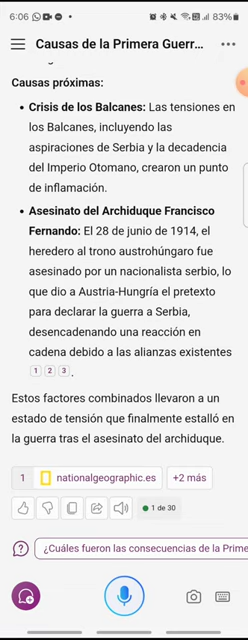 6:06
83%
Causas de la Primera Guerr...
Causas próximas:
• Crisis de los Balcanes: Las tensiones en
los Balcanes, incluyendo las
aspiraciones de Serbia y la decadencia
del Imperio Otomano, crearon un punto
de inflamación.
• Asesinato del Archiduque Francisco
Fernando: El 28 de junio de 1914, el
heredero al trono austrohúngaro fue
asesinado por un nacionalista serbio, lo
que dio a Austria-Hungría el pretexto
para declarar la guerra a Serbia,
desencadenando una reacción en
cadena debido a las alianzas existentes
1 2 3.
Estos factores combinados llevaron a un
estado de tensión que finalmente estalló en
la guerra tras el asesinato del archiduque.
1 nationalgeographic.es +2 más
1 de 30
¿Cuáles fueron las consecuencias de la Prime